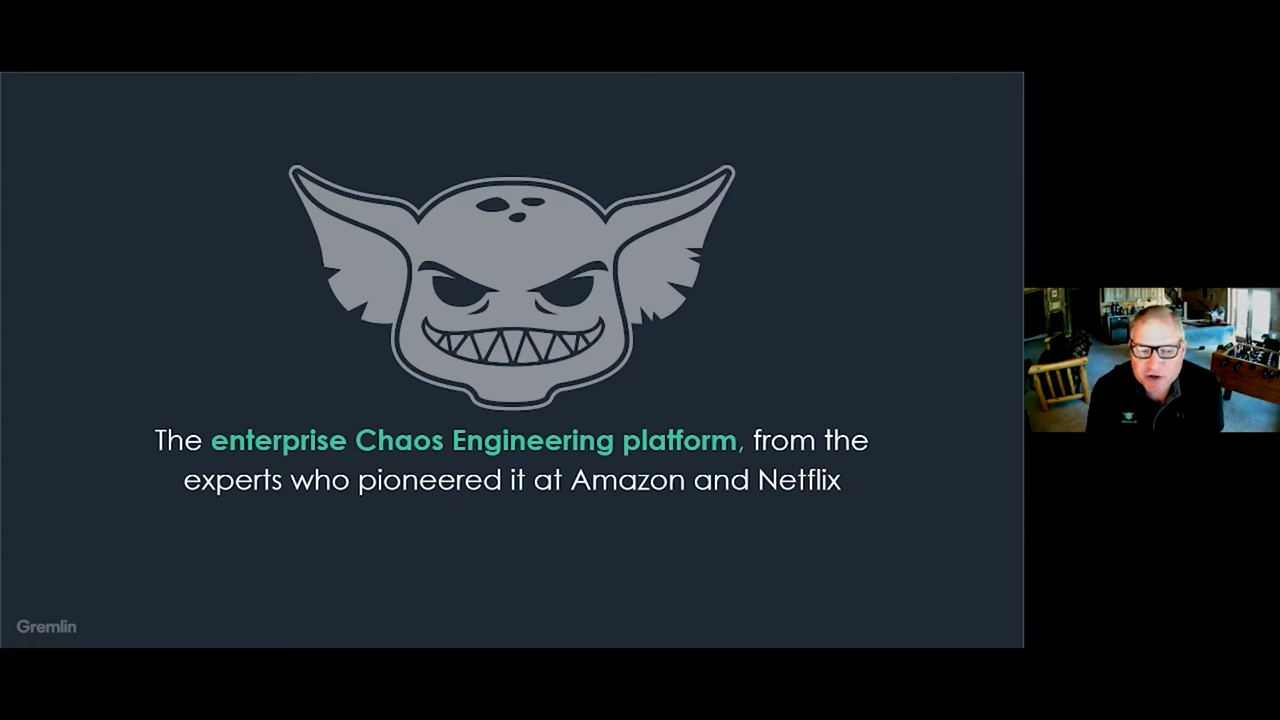 The enterprise Chaos Engineering platform, from the
experts who pioneered it at Amazon and Netflix
Gremlin